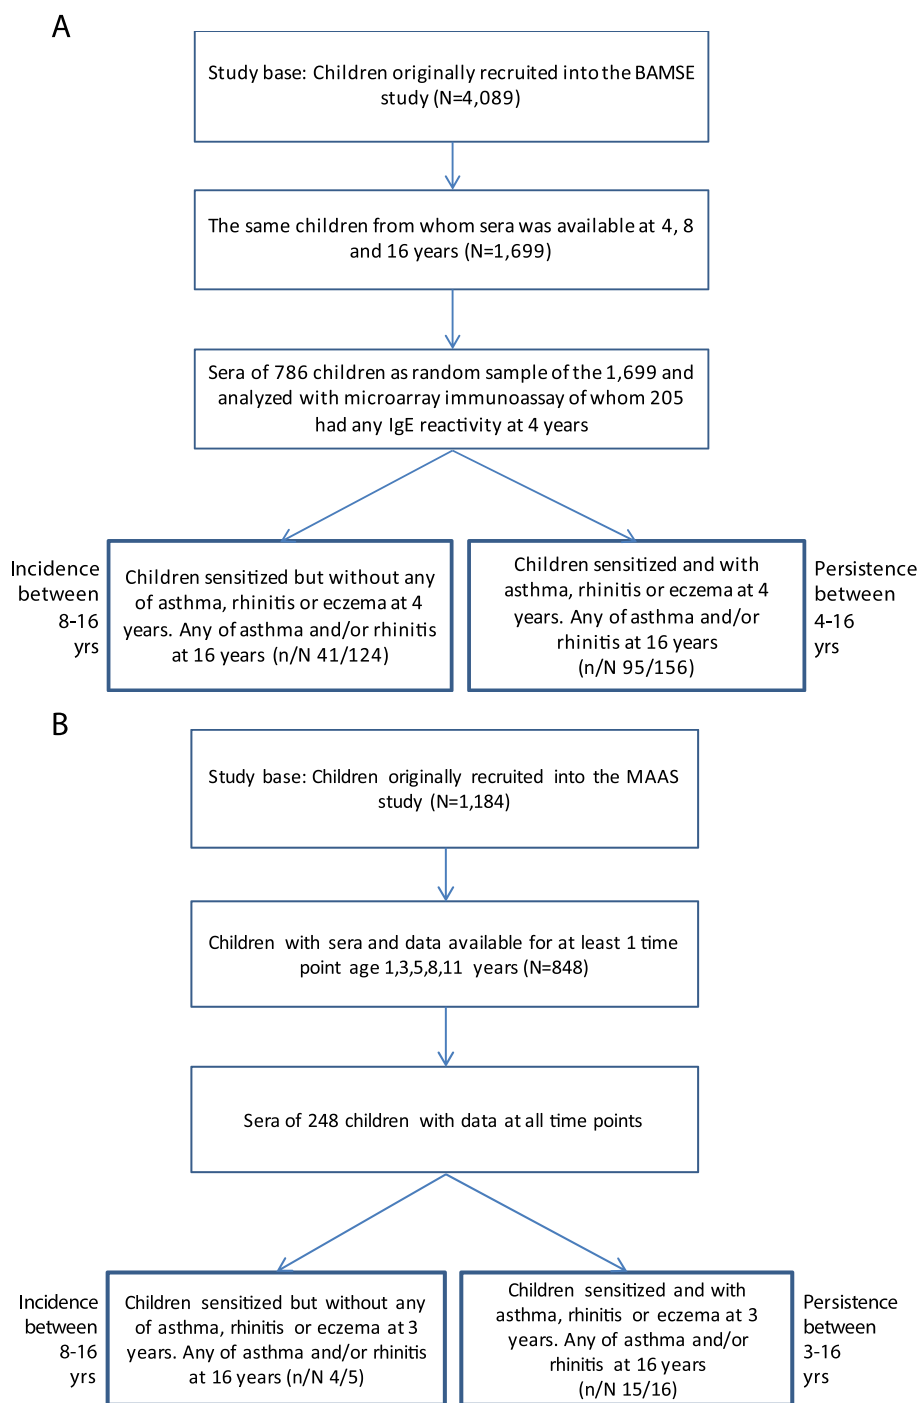 A
Study base: Children originally recruited into the BAMSE
study (N=4,089)
The same children from whom sera was available at 4, 8
and 16 years (N=1,699)
Sera of 786 children as random sample of the 1,699 and
analyzed with microarray immunoassay of whom 205
had any IgE reactivity at 4 years
Incidence
between
8-16
yrs
Children sensitized but without any
of asthma, rhinitis or eczema at 4
years. Any of asthma and/or rhinitis
at 16 years (n/N 41/124)
Children sensitized and with
asthma, rhinitis or eczema at 4
years. Any of asthma and/or
rhinitis at 16 years
(n/N 95/156)
Persistence
between
4-16
yrs
B
Study base: Children originally recruited into the MAAS
study (N=1,184)
Children with sera and data available for at least 1 time
point age 1,3,5,8,11 years (N=848)
Sera of 248 children with data at all time points
Incidence
between
8-16
yrs
Children sensitized but without any
of asthma, rhinitis or eczema at 3
years. Any of asthma and/or rhinitis
at 16 years (n/N 4/5)
Children sensitized and with
asthma, rhinitis or eczema at 3
years. Any of asthma and/or
rhinitis at 16 years
(n/N 15/16)
Persistence
between
3-16
yrs